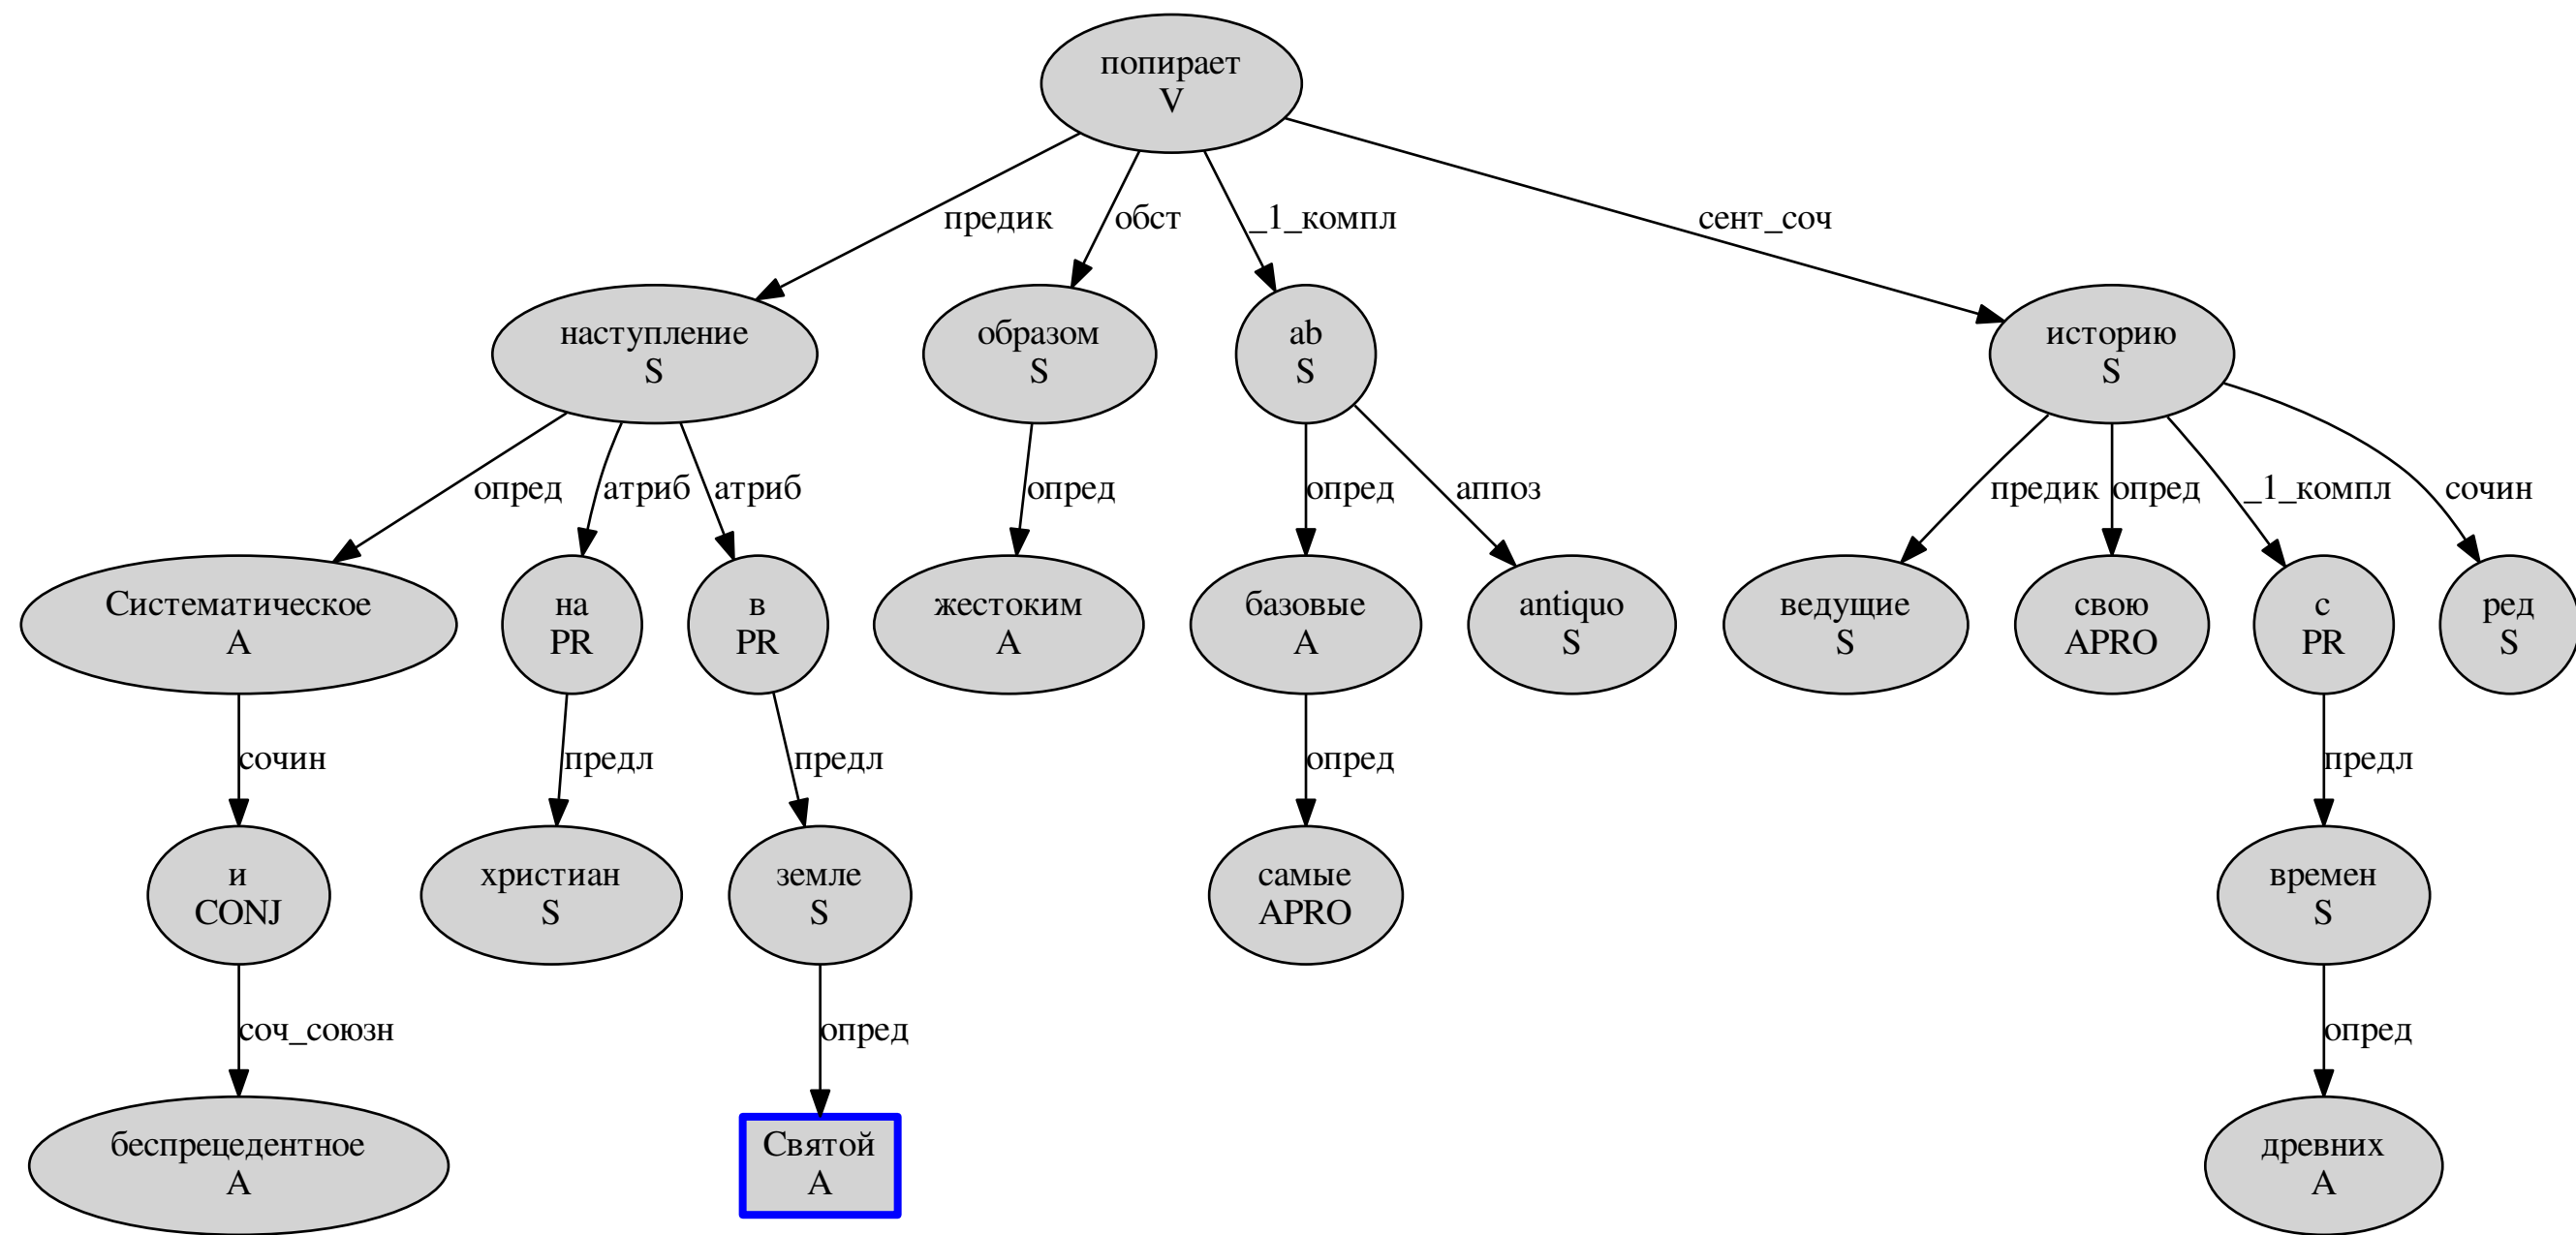 попирает
V
предик
обст
_1_компл
сент_соч
наступление
S
образом
S
ab
S
историю
S
опред
атриб
атриб
опред
опред
аппоз
предик
опред
_1_компл
сочин
Систематическое
A
на
PR
в
PR
жестоким
A
базовые
A
antiquo
S
ведущие
S
свою
APRO
с
PR
ред
S
сочин
предл
предл
опред
предл
и
CONJ
христиан
S
земле
S
самые
APRO
времен
S
соч_союзн
опред
опред
беспрецедентное
A
Святой
A
древних
A